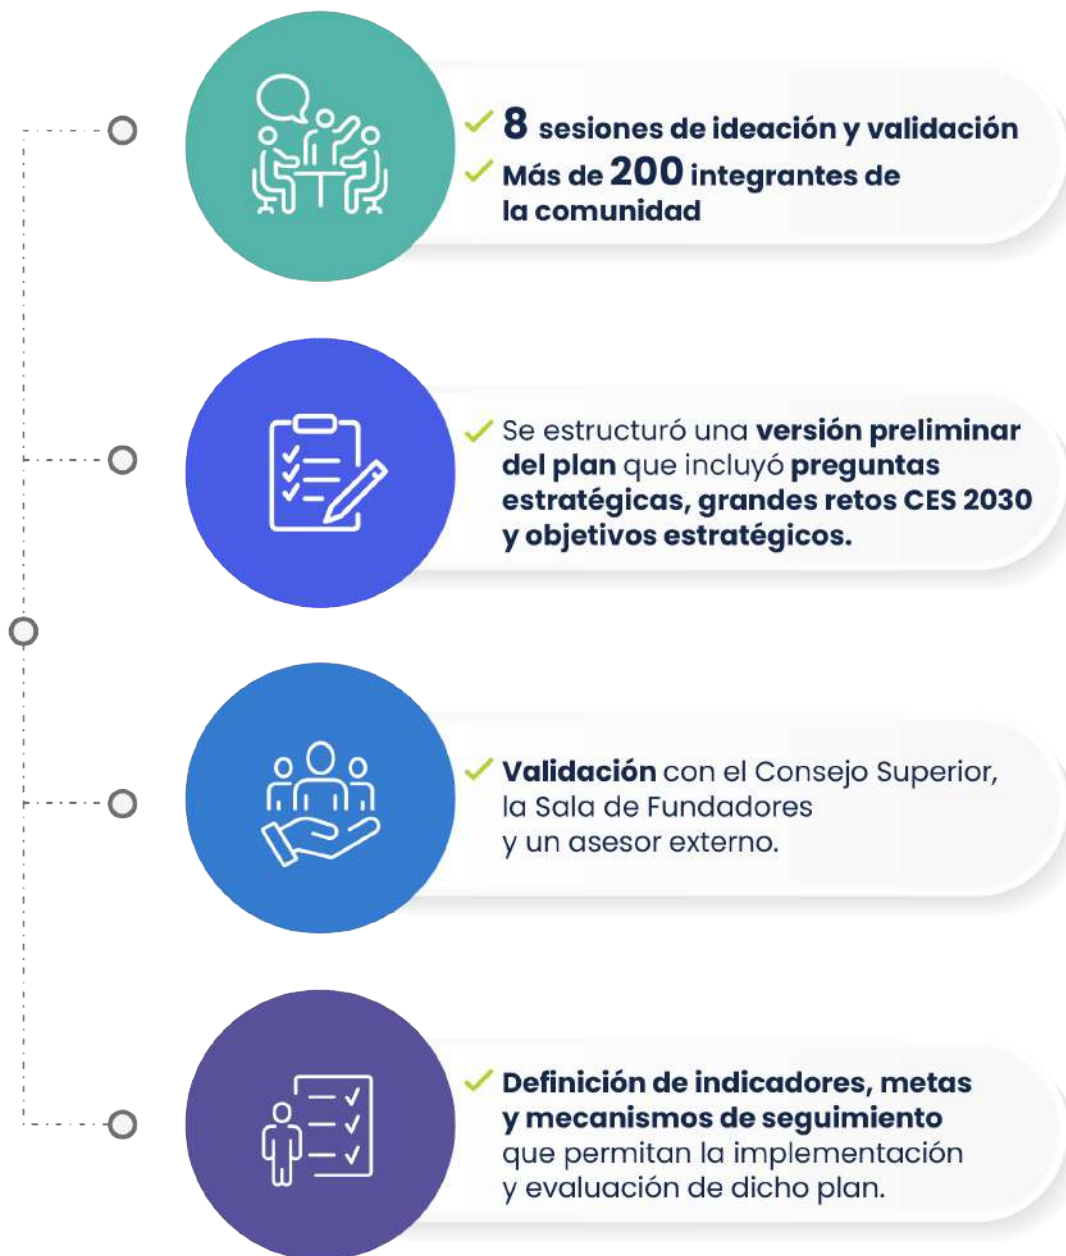 8 sesiones de ideación y validación
Más de 200 integrantes de
la comunidad
Se estructuró una versión preliminar
del plan que incluyó preguntas
estratégicas, grandes retos CES 2030
y objetivos estratégicos.
Validación con el Consejo Superior,
la Sala de Fundadores
y un asesor externo.
Definición de indicadores, metas
y mecanismos de seguimiento
que permitan la implementación
y evaluación de dicho plan.